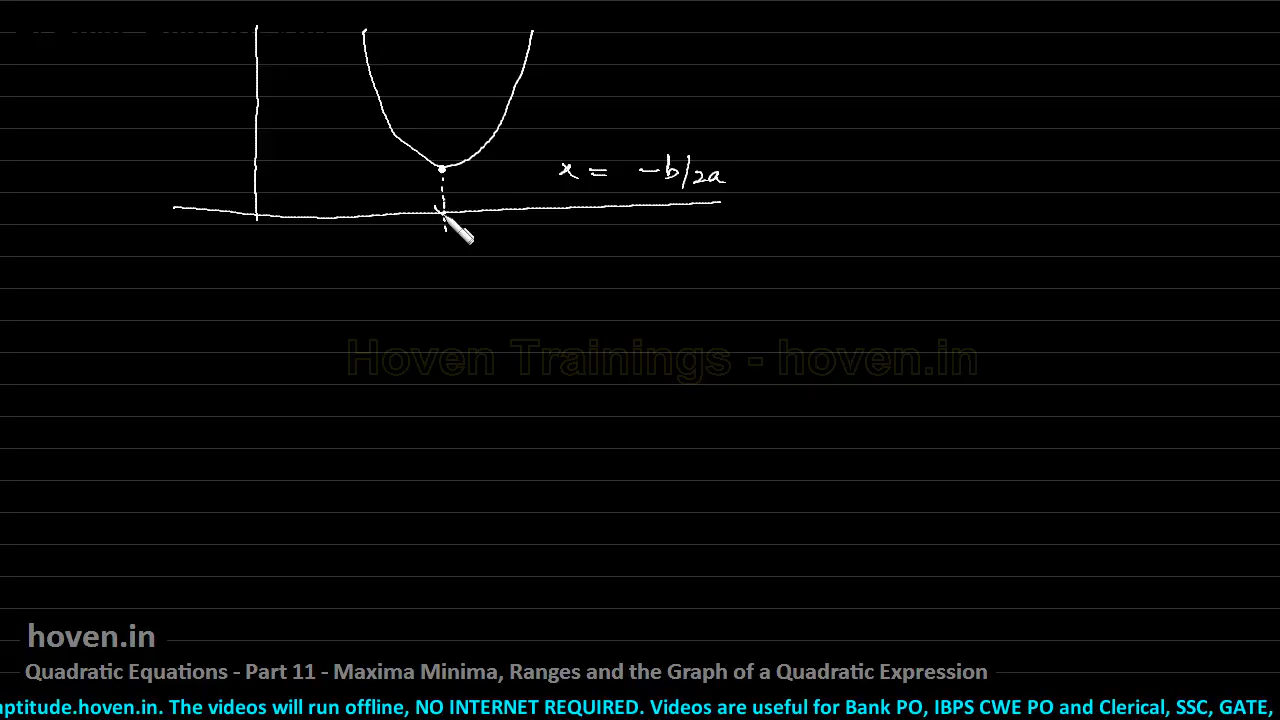 x = -b/2a
Hoven Trainings - hoven.in
hoven.in
Quadratic Equations - Part 11 - Maxima Minima, Ranges and the Graph of a Quadratic Expression
aptitude.hoven.in. The videos will run offline, NO INTERNET REQUIRED. Videos are useful for Bank PO, IBPS CWE PO and Clerical, SSC, GATE,